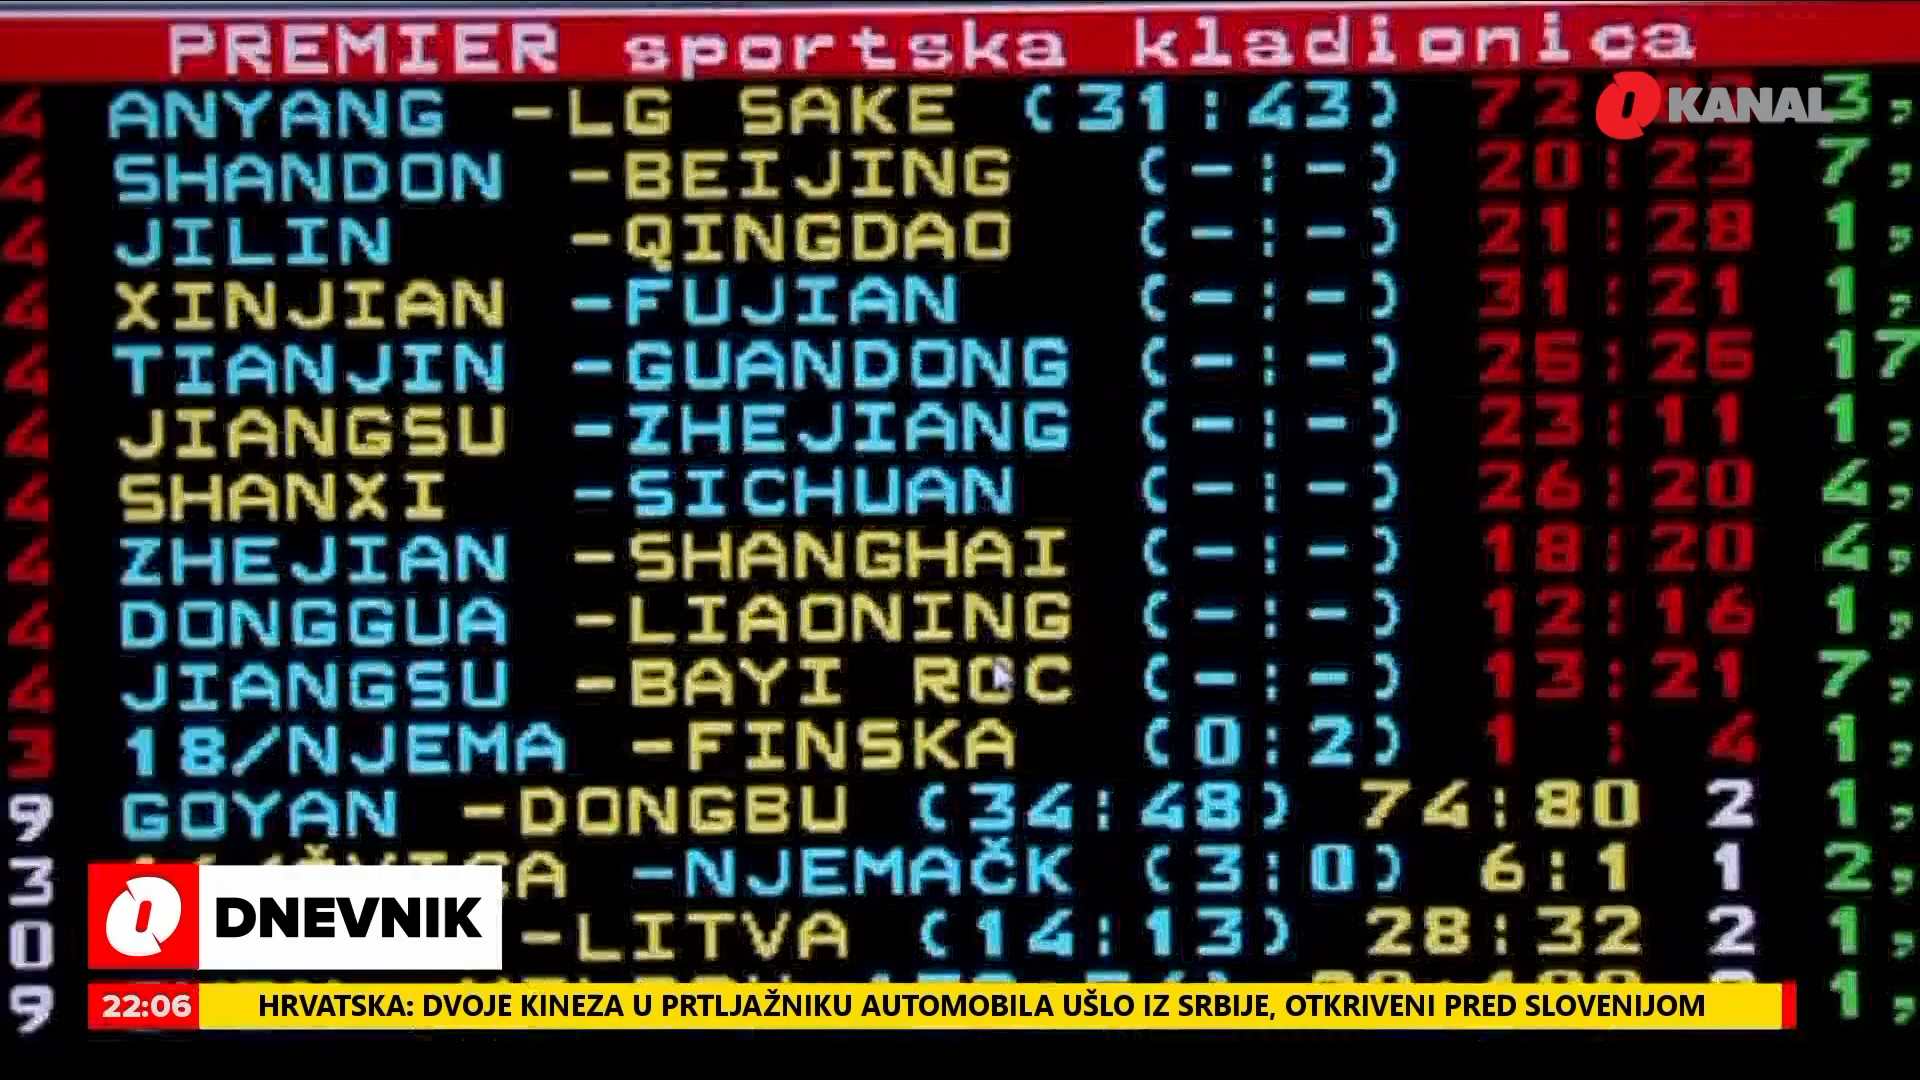 PREMIER sportska kladionica
4 ANYANG -LG SAKE (31:43) 72 3,
KANAL
4 SHANDON -BEIJING (-:-) 20:23 7,
4 JILIN -QINGDAO (-:-) 21:28 1,
4 XINJIAN -FUJIAN (-:-) 31:21 1,
4 TIANJIN -GUANDONG (-:-) 25:25 17
4 JIANGSU -ZHEJIANG (-:-) 23:11 1,
4 SHANXI -SICHUAN (-:-) 26:20 4,
4 ZHEJIAN -SHANGHAI (-:-) 18:20 4,
4 DONGGUA -LIAONING (-:-) 12:16 1,
4 JIANGSU -BAYI ROC (-:-) 13:21 7,
3 18/NJEMA -FINSKA (0:2) 1 : 4 1,
9 GOYAN -DONGBU (34:48) 74:80 2 1,
3 -NJEMAČK (3:0) 6:1 1 2,
0 -LITVA (14:13) 28:32 2 1,
9 1,
DNEVNIK
22:06 HRVATSKA: DVOJE KINEZA U PRTLJAŽNIKU AUTOMOBILA UŠLO IZ SRBIJE, OTKRIVENI PRED SLOVENIJOM